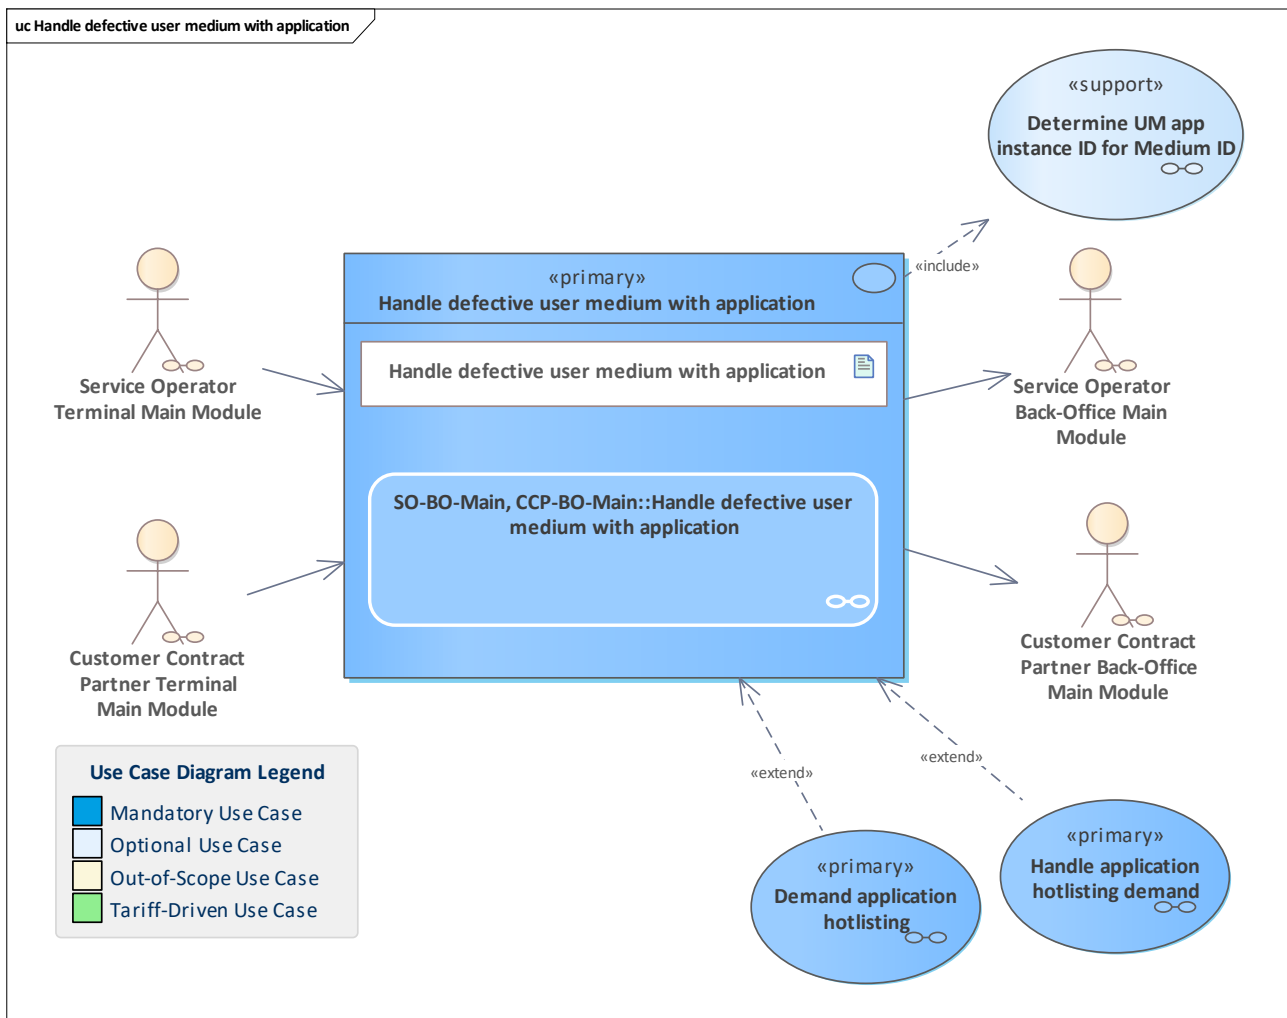 uc Handle defective user medium with application
«support»
Determine UM app
instance ID for Medium ID
«include»
«primary»
Handle defective user medium with application
Handle defective user medium with application
SO-BO-Main, CCP-BO-Main::Handle defective user
medium with application
Service Operator
Terminal Main Module
Service Operator
Back-Office Main
Module
Customer Contract
Partner Terminal
Main Module
Customer Contract
Partner Back-Office
Main Module
«extend»
«extend»
Use Case Diagram Legend
Mandatory Use Case
Optional Use Case
Out-of-Scope Use Case
Tariff-Driven Use Case
«primary»
Demand application
hotlisting
«primary»
Handle application
hotlisting demand